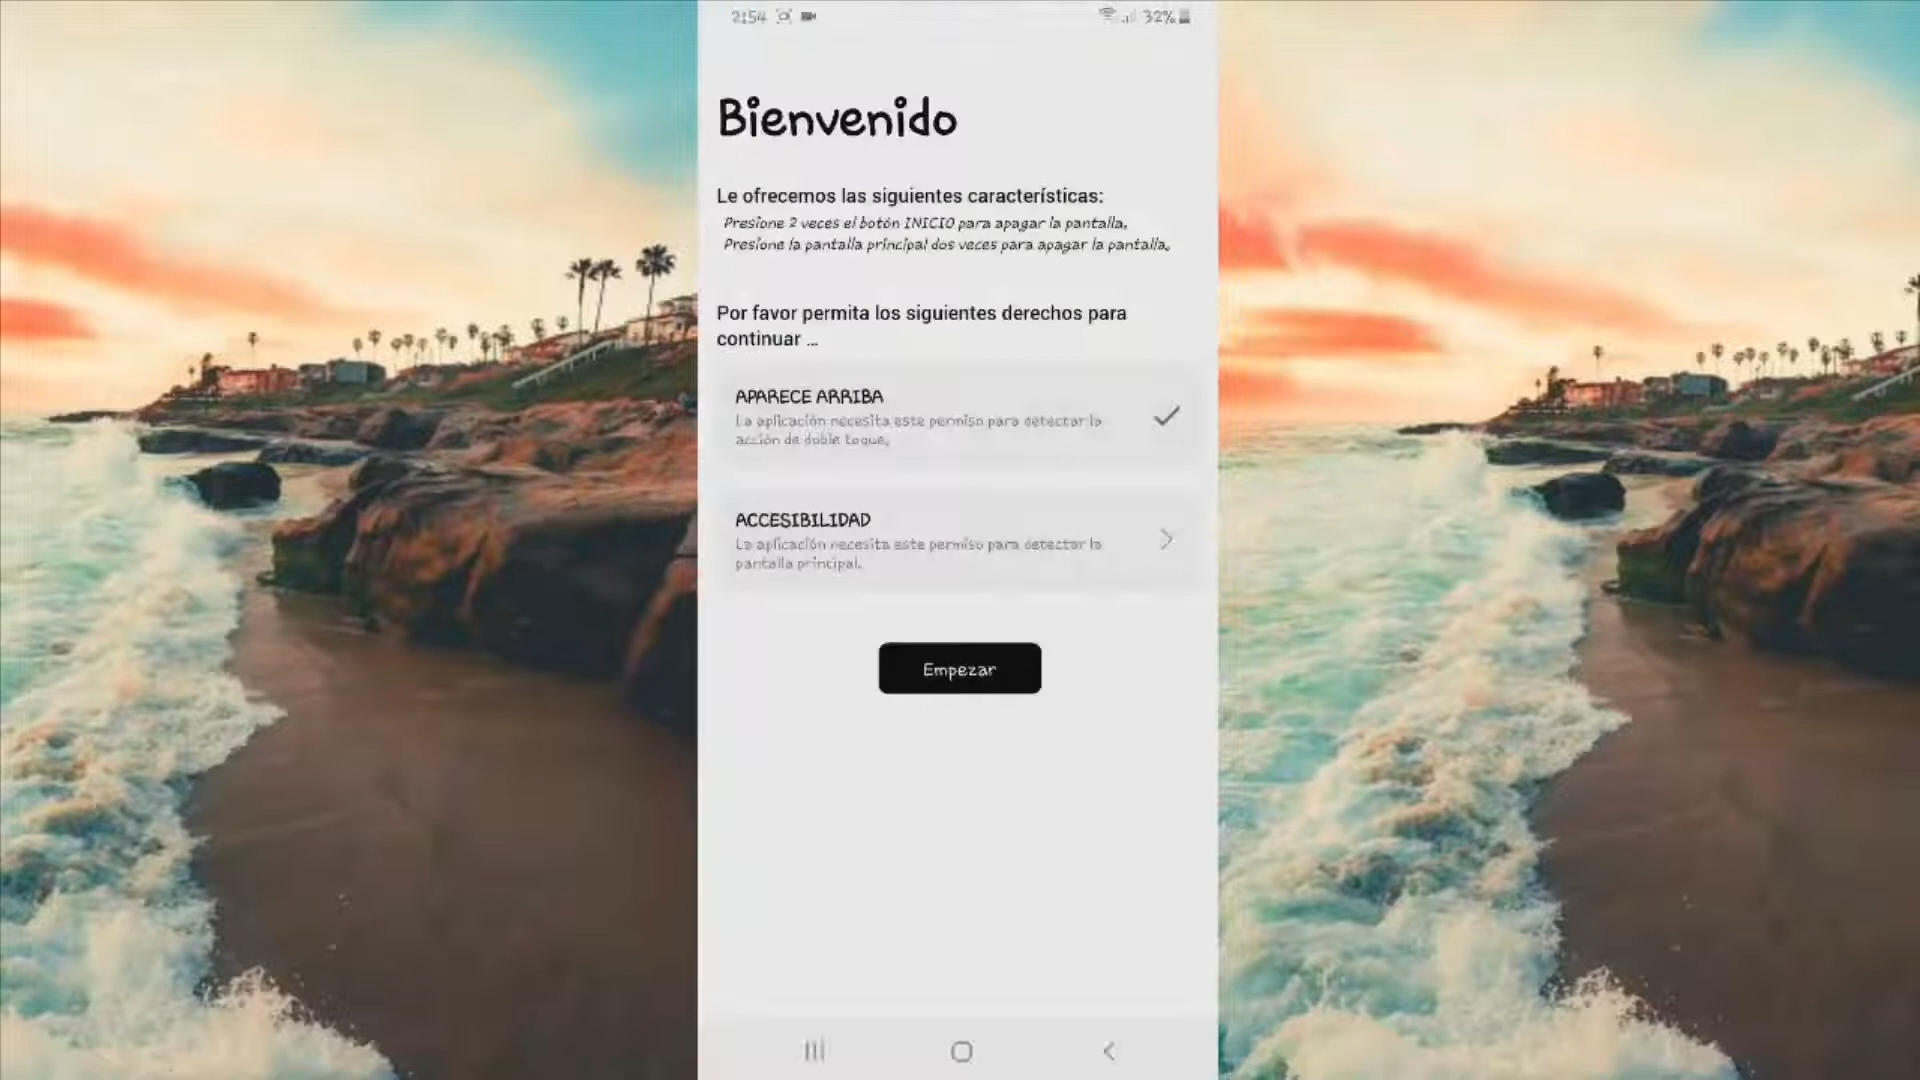 2:54
32%
Bienvenido
Le ofrecemos las siguientes características:
Presione 2 veces el botón INICIO para apagar la pantalla,
Presione la pantalla principal dos veces para apagar la pantalla.
Por favor permita los siguientes derechos para
continuar ...
APARECE ARRIBA
La aplicación necesita este permiso para detectar la
acción de doble toque,
ACCESIBILIDAD
La aplicación necesita este permiso para detectar la
pantalla principal.
Empezar